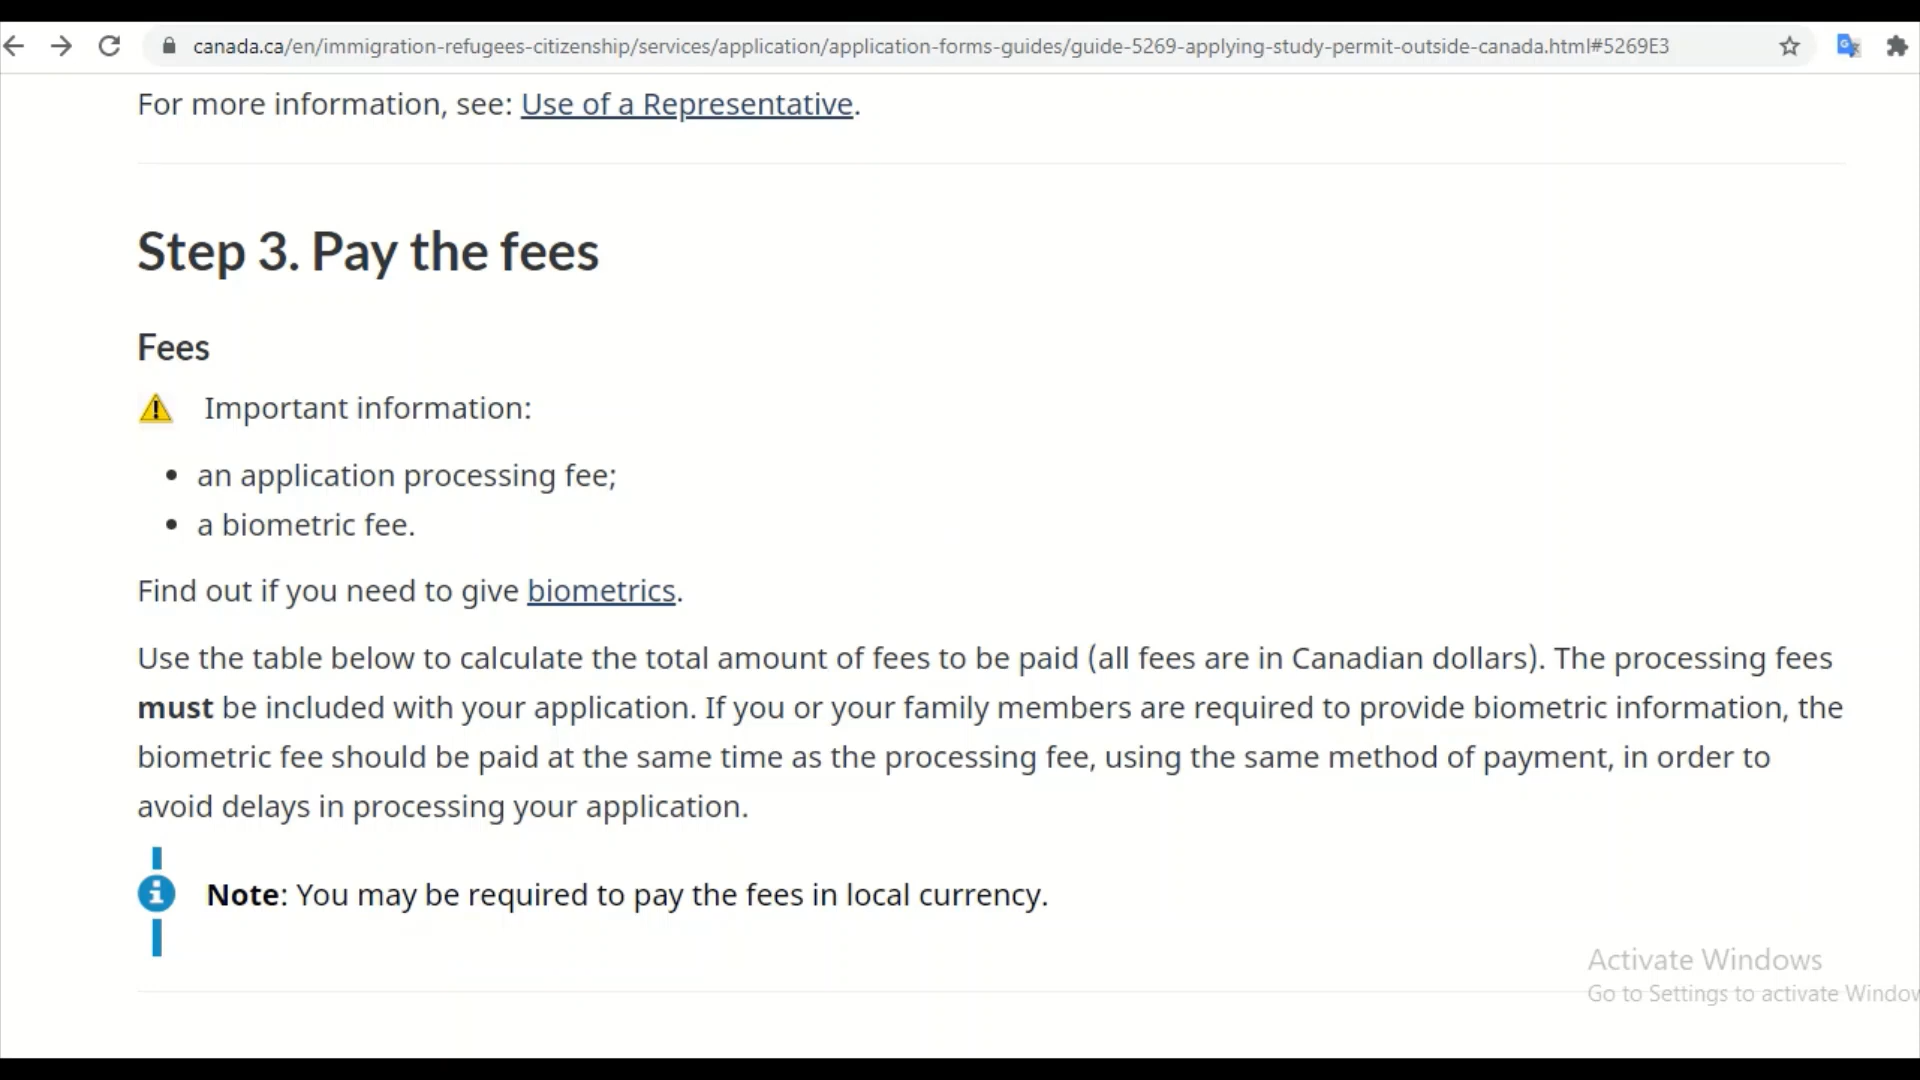 canada.ca/en/immigration-refugees-citizenship/services/application/application-forms-guides/guide-5269-applying-study-permit-outside-canada.html#5269E3
For more information, see: Use of a Representative.
Step 3. Pay the fees
Fees
Important information:
• an application processing fee;
• a biometric fee.
Find out if you need to give biometrics.
Use the table below to calculate the total amount of fees to be paid (all fees are in Canadian dollars). The processing fees
must be included with your application. If you or your family members are required to provide biometric information, the
biometric fee should be paid at the same time as the processing fee, using the same method of payment, in order to
avoid delays in processing your application.
Note: You may be required to pay the fees in local currency.
Activate Windows
Go to Settings to activate Window